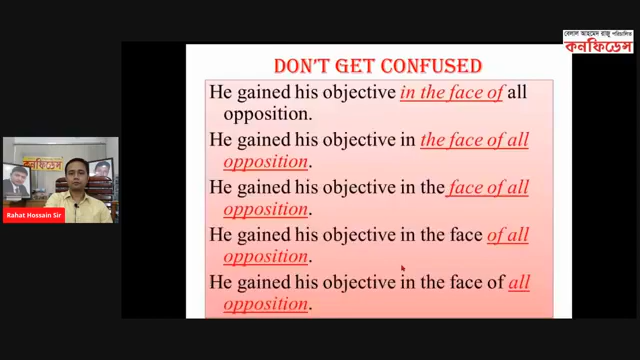 বেলাল আহমেদ রাজু পরিচালিত
কনফিডেন্স
DON'T GET CONFUSED
He gained his objective in the face of all
opposition.
He gained his objective in the face of all
opposition.
He gained his objective in the face of all
opposition.
He gained his objective in the face of all
opposition.
He gained his objective in the face of all
opposition.
কনফিডেন্স
Rahat Hossain Sir